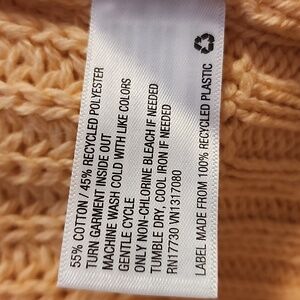 55% COTTON / 45% RECYCLED POLYESTER
TURN GARMENT INSIDE OUT
MACHINE WASH COLD WITH LIKE COLORS
GENTLE CYCLE
ONLY NON-CHLORINE BLEACH IF NEEDED
TUMBLE DRY, COOL IRON IF NEEDED
RN17730 VN1317080
LABEL MADE FROM 100% RECYCLED PLASTIC